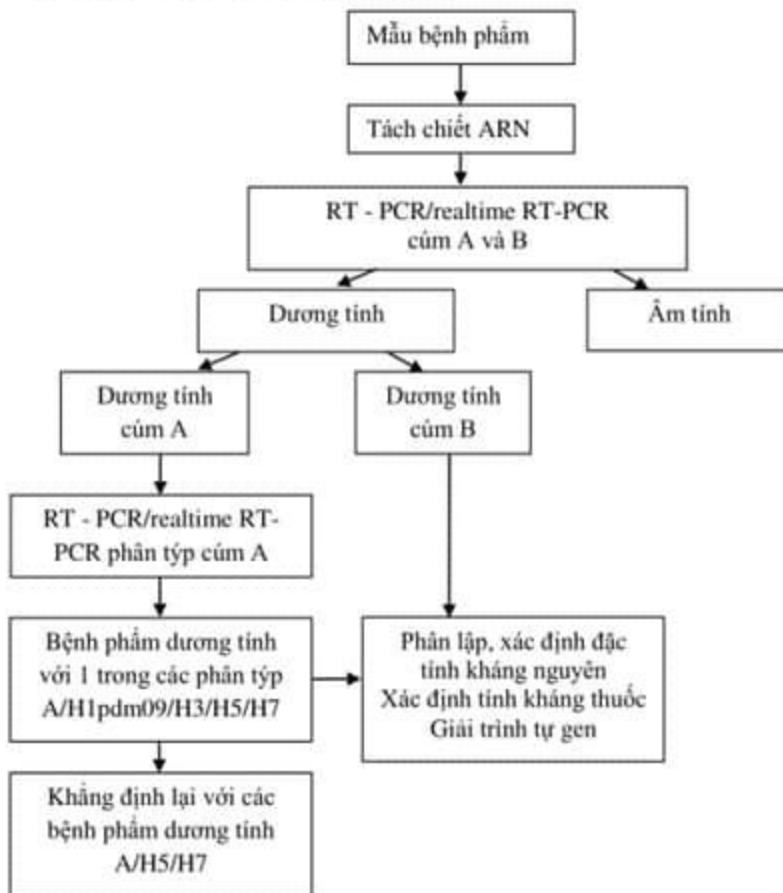 Mẫu bệnh phẩm
Tách chiết ARN
RT - PCR/realtime RT-PCR
cúm A và B
Dương tính
Âm tính
Dương tính
cúm A
Dương tính
cúm B
RT - PCR/realtime RT-
PCR phân týp cúm A
Bệnh phẩm dương tính
với 1 trong các phân týp
A/H1pdm09/H3/H5/H7
Phân lập, xác định đặc
tính kháng nguyên
Xác định tính kháng thuốc
Giải trình tự gen
Khẳng định lại với các
bệnh phẩm dương tính
A/H5/H7